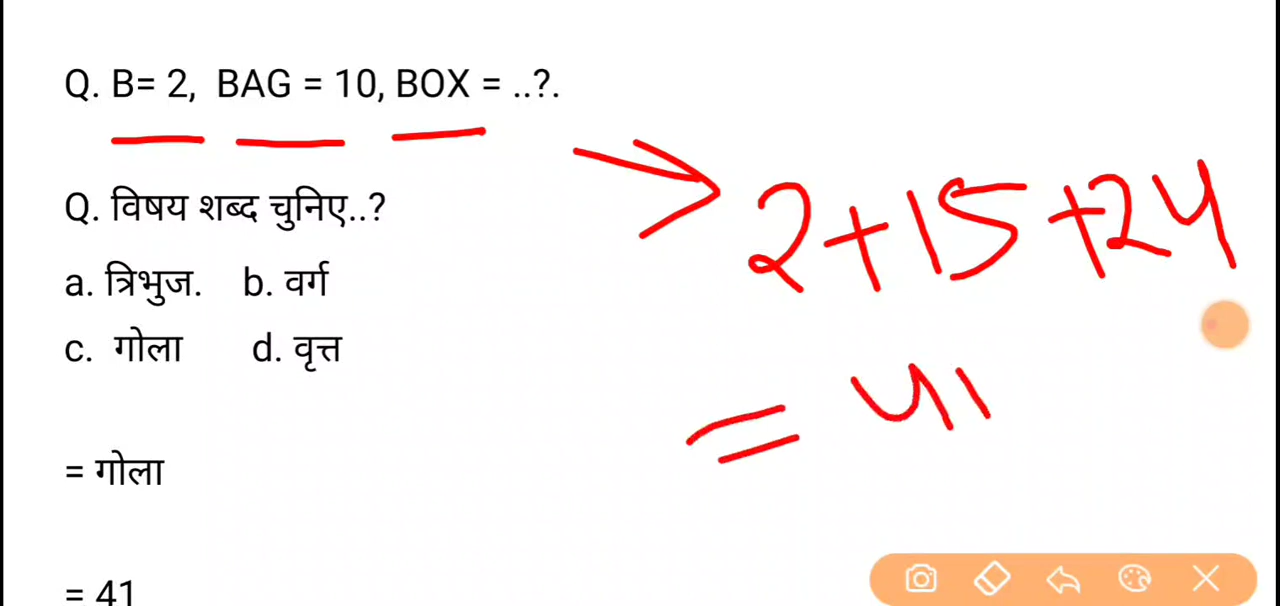 Q. B= 2, BAG = 10, BOX = ..?.
2+15+24
Q. विषय शब्द चुनिए..?
a. त्रिभुज. b. वर्ग
c. गोला d. वृत्त
= 41
= गोला
= 41